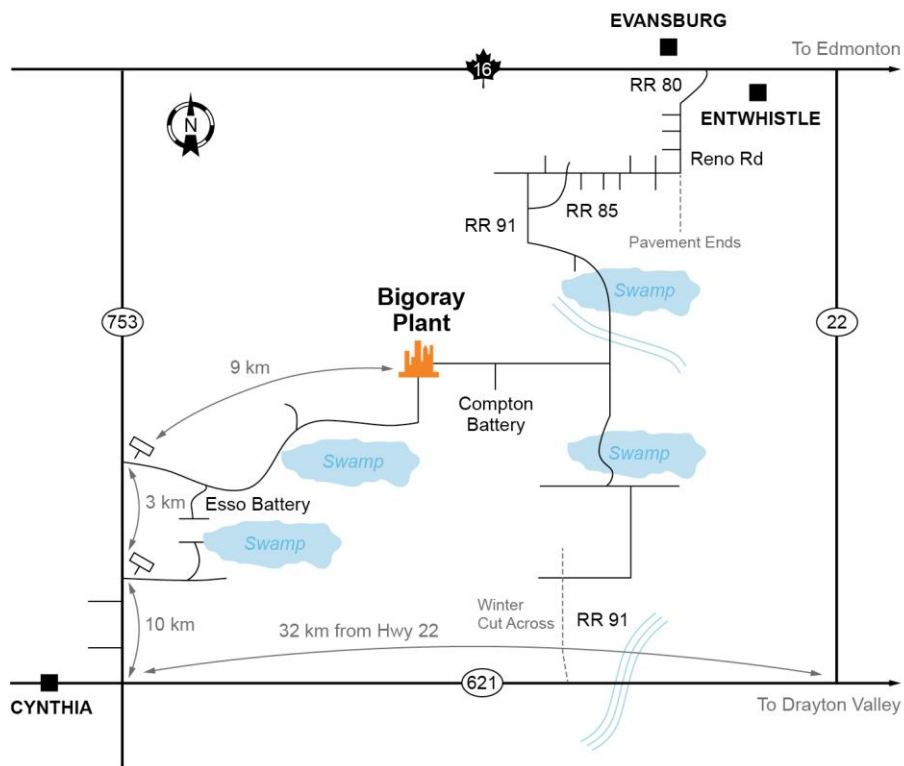 EVANSBURG
To Edmonton
16
RR 80
ENTWHISTLE
N
Reno Rd
RR 85
RR 91
Pavement Ends
Swamp
Bigoray
Plant
753
22
9 km
Compton
Battery
Swamp
Swamp
3 km
Esso Battery
Swamp
10 km
Winter
Cut Across
RR 91
32 km from Hwy 22
621
CYNTHIA
To Drayton Valley